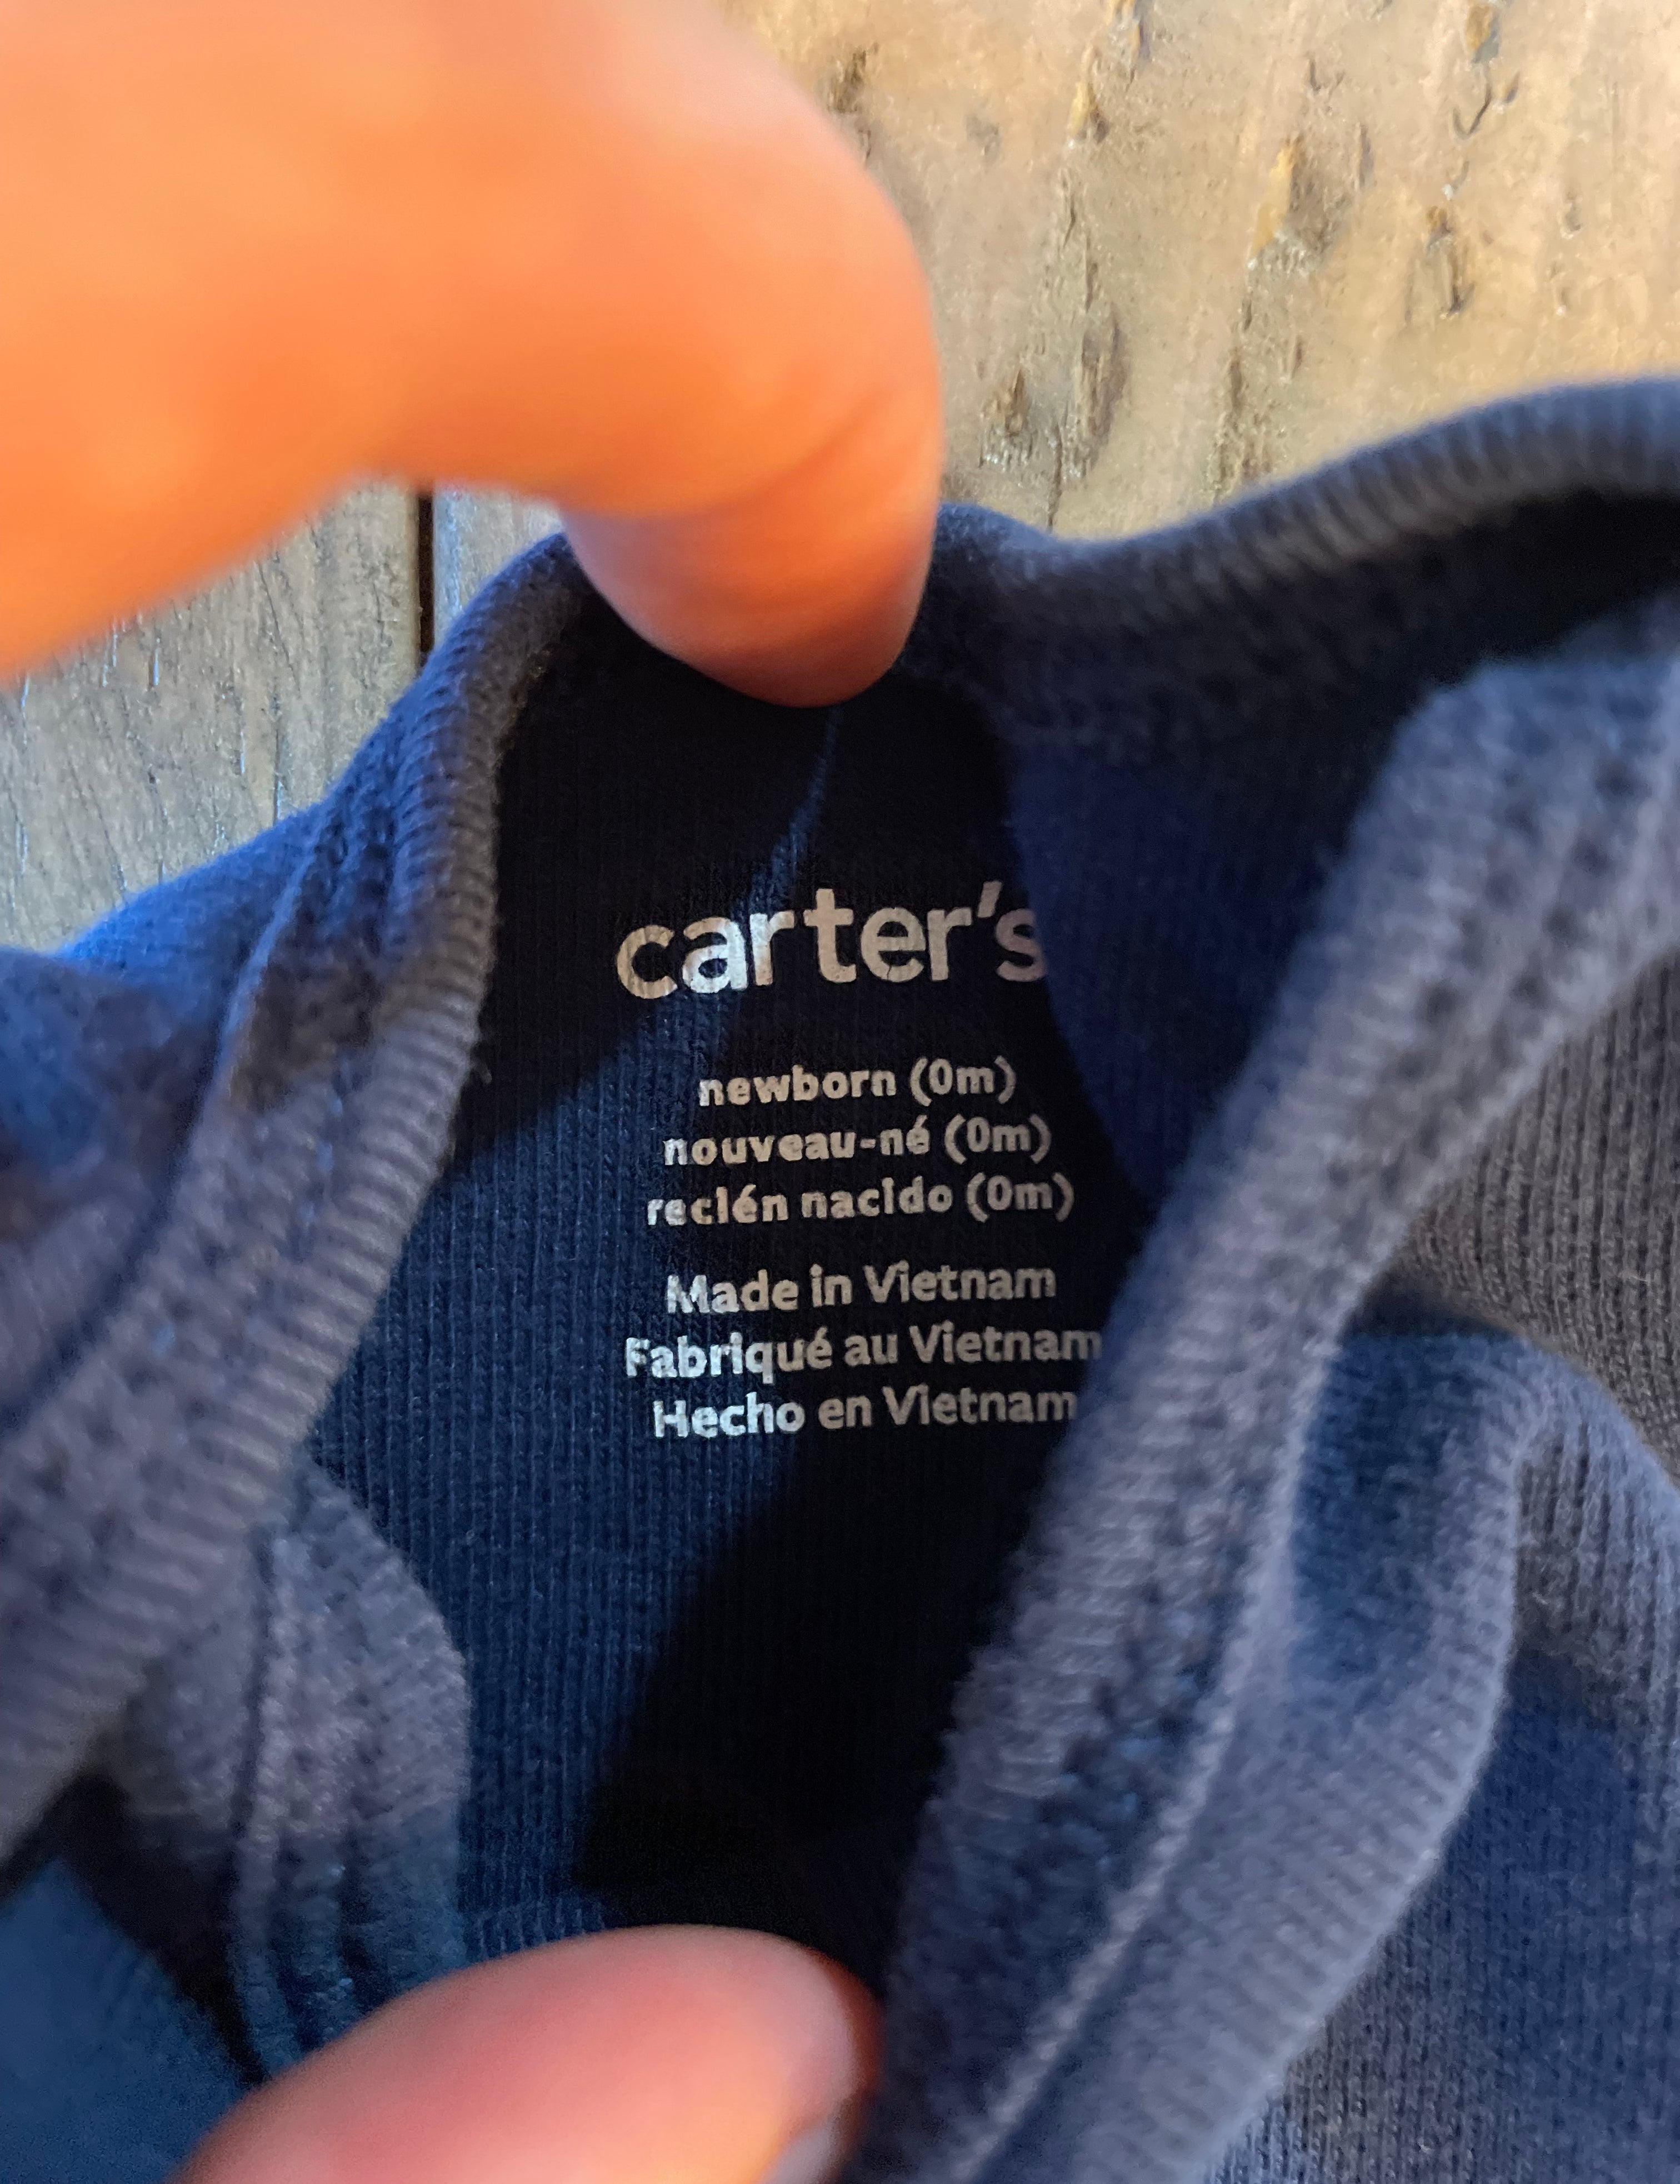 carter's
newborn (0m)
nouveau-né (0m)
recién nacido (0m)
Made in Vietnam
Fabriqué au Vietnam
Hecho en Vietnam